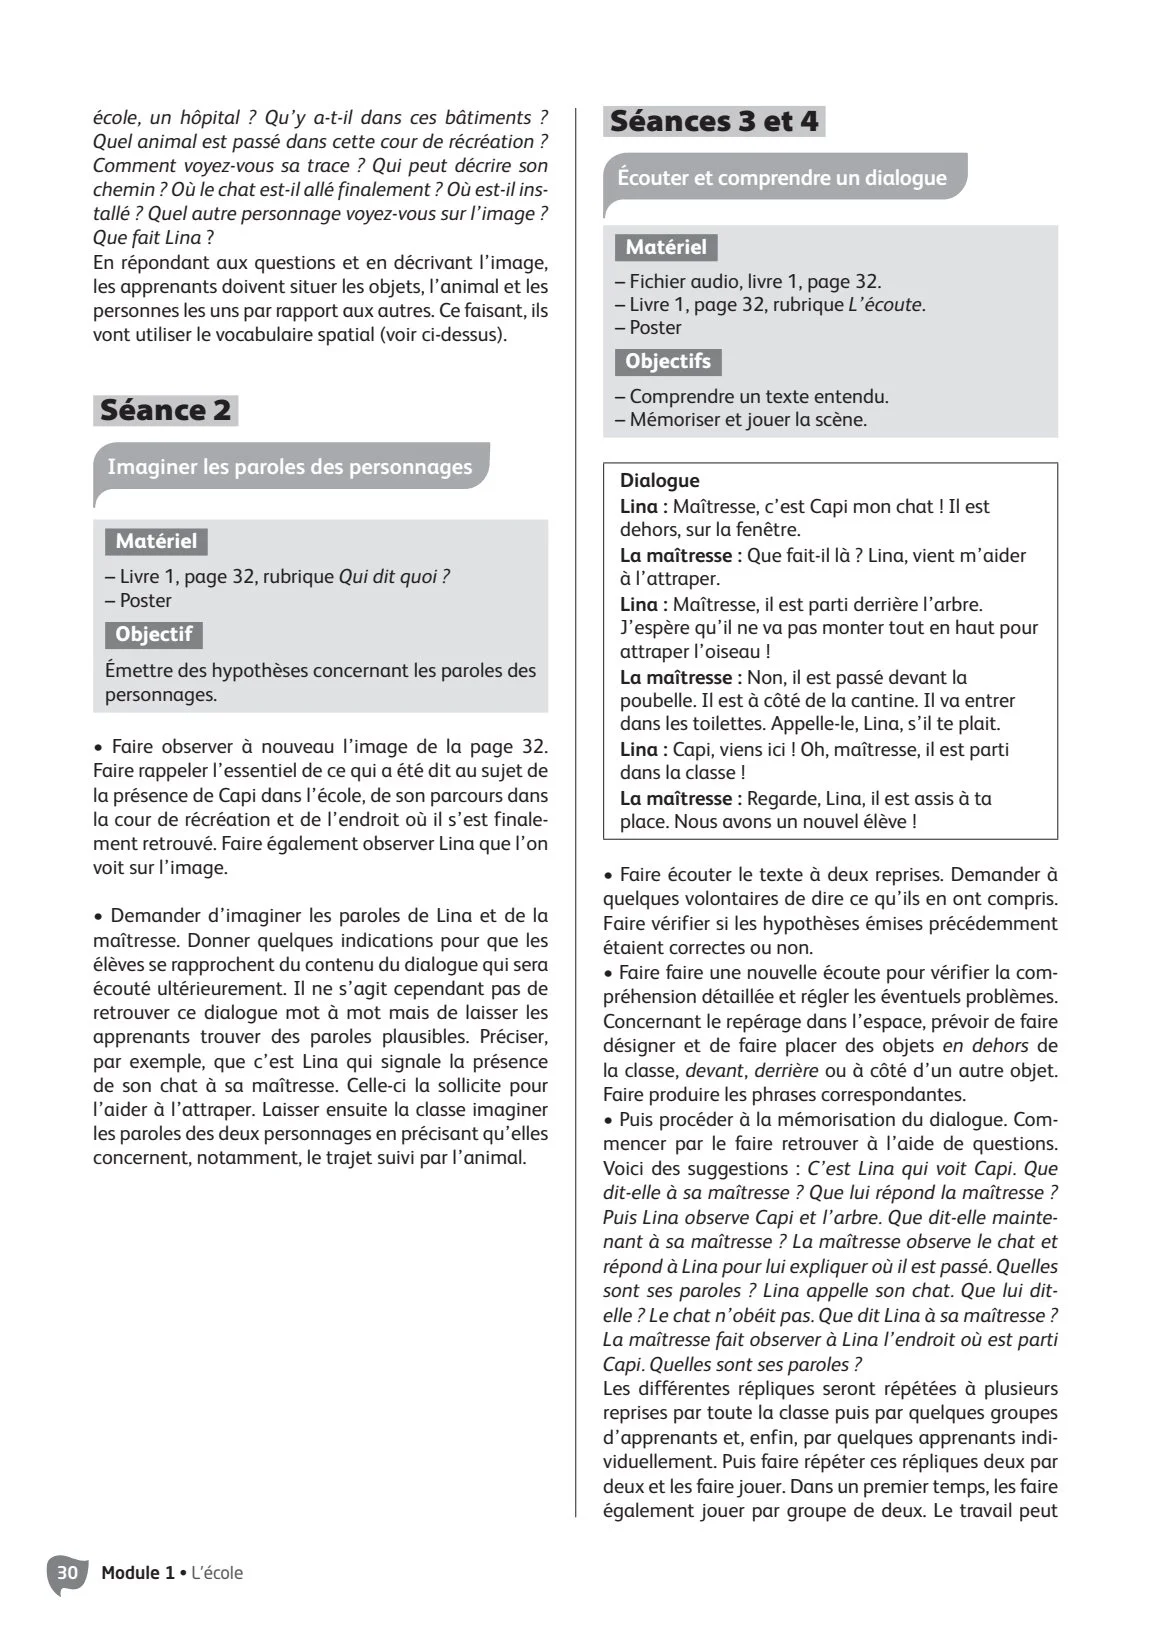 école, un hôpital ? Qu'y a-t-il dans ces bâtiments ?
Quel animal est passé dans cette cour de récréation ?
Comment voyez-vous sa trace ? Qui peut décrire son
chemin ? Où le chat est-il allé finalement ? Où est-il ins-
tallé ? Quel autre personnage voyez-vous sur l'image ?
Que fait Lina ?
En répondant aux questions et en décrivant l'image,
les apprenants doivent situer les objets, l'animal et les
personnes les uns par rapport aux autres. Ce faisant, ils
vont utiliser le vocabulaire spatial (voir ci-dessus).
Séance 2
Imaginer les paroles des personnages
Matériel
– Livre 1, page 32, rubrique Qui dit quoi ?
– Poster
Objectif
Émettre des hypothèses concernant les paroles des
personnages.
• Faire observer à nouveau l'image de la page 32.
Faire rappeler l'essentiel de ce qui a été dit au sujet de
la présence de Capi dans l'école, de son parcours dans
la cour de récréation et de l'endroit où il s'est finale-
ment retrouvé. Faire également observer Lina que l'on
voit sur l'image.
• Demander d'imaginer les paroles de Lina et de la
maîtresse. Donner quelques indications pour que les
élèves se rapprochent du contenu du dialogue qui sera
écouté ultérieurement. Il ne s'agit cependant pas de
retrouver ce dialogue mot à mot mais de laisser les
apprenants trouver des paroles plausibles. Préciser,
par exemple, que c'est Lina qui signale la présence
de son chat à sa maîtresse. Celle-ci la sollicite pour
l'aider à l'attraper. Laisser ensuite la classe imaginer
les paroles des deux personnages en précisant qu'elles
concernent, notamment, le trajet suivi par l'animal.
Séances 3 et 4
Écouter et comprendre un dialogue
Matériel
– Fichier audio, livre 1, page 32.
– Livre 1, page 32, rubrique L'écoute.
– Poster
Objectifs
– Comprendre un texte entendu.
– Mémoriser et jouer la scène.
Dialogue
Lina : Maîtresse, c'est Capi mon chat ! Il est
dehors, sur la fenêtre.
La maîtresse : Que fait-il là ? Lina, vient m'aider
à l'attraper.
Lina : Maîtresse, il est parti derrière l'arbre.
J'espère qu'il ne va pas monter tout en haut pour
attraper l'oiseau !
La maîtresse : Non, il est passé devant la
poubelle. Il est à côté de la cantine. Il va entrer
dans les toilettes. Appelle-le, Lina, s'il te plait.
Lina : Capi, viens ici ! Oh, maîtresse, il est parti
dans la classe !
La maîtresse : Regarde, Lina, il est assis à ta
place. Nous avons un nouvel élève !
• Faire écouter le texte à deux reprises. Demander à
quelques volontaires de dire ce qu'ils en ont compris.
Faire vérifier si les hypothèses émises précédemment
étaient correctes ou non.
• Faire faire une nouvelle écoute pour vérifier la com-
préhension détaillée et régler les éventuels problèmes.
Concernant le repérage dans l'espace, prévoir de faire
désigner et de faire placer des objets en dehors de
la classe, devant, derrière ou à côté d'un autre objet.
Faire produire les phrases correspondantes.
• Puis procéder à la mémorisation du dialogue. Com-
mencer par le faire retrouver à l'aide de questions.
Voici des suggestions : C'est Lina qui voit Capi. Que
dit-elle à sa maîtresse ? Que lui répond la maîtresse ?
Puis Lina observe Capi et l'arbre. Que dit-elle mainte-
nant à sa maîtresse ? La maîtresse observe le chat et
répond à Lina pour lui expliquer où il est passé. Quelles
sont ses paroles ? Lina appelle son chat. Que lui dit-
elle ? Le chat n'obéit pas. Que dit Lina à sa maîtresse ?
La maîtresse fait observer à Lina l'endroit où est parti
Capi. Quelles sont ses paroles ?
Les différentes répliques seront répétées à plusieurs
reprises par toute la classe puis par quelques groupes
d'apprenants et, enfin, par quelques apprenants indi-
viduellement. Puis faire répéter ces répliques deux par
deux et les faire jouer. Dans un premier temps, les faire
également jouer par groupe de deux. Le travail peut
30 Module 1 • L'école